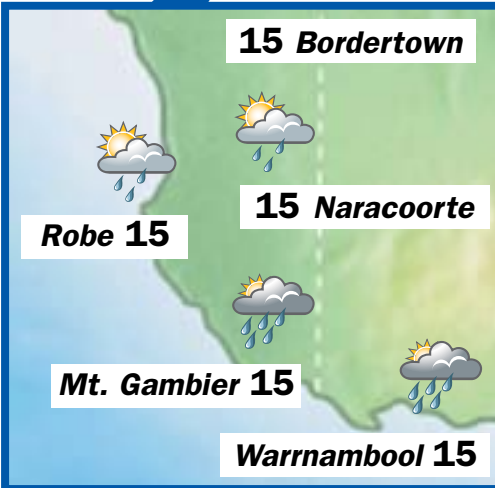 15 Bordertown
15 Naracoorte
Robe 15
Mt. Gambier 15
Warrnambool 15